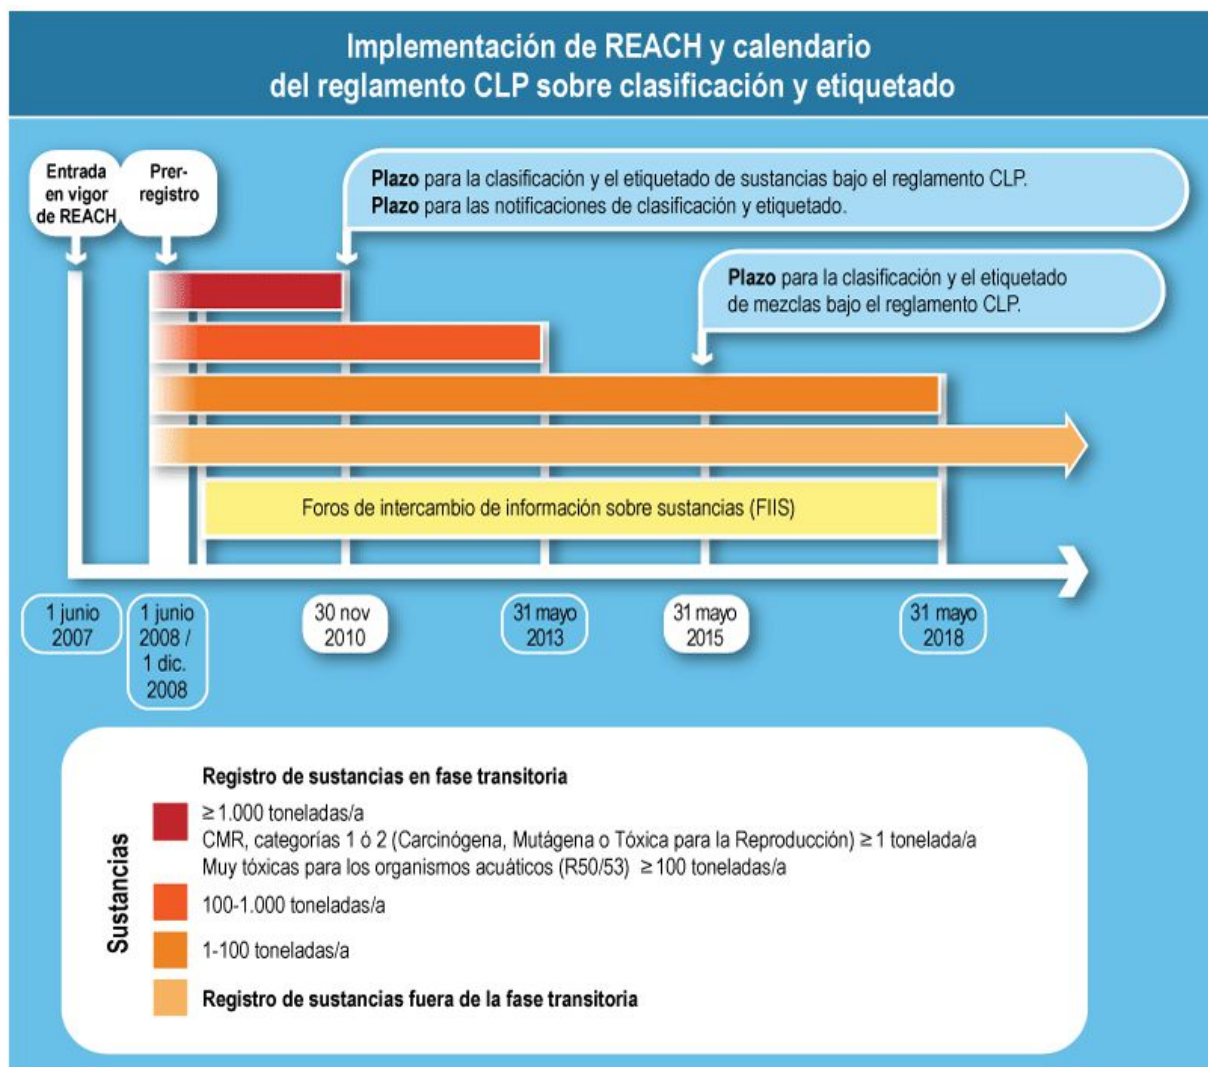 Implementación de REACH y calendario
del reglamento CLP sobre clasificación y etiquetado
Entrada
en vigor
de REACH
Prer-
registro
Plazo para la clasificación y el etiquetado de sustancias bajo el reglamento CLP.
Plazo para las notificaciones de clasificación y etiquetado.
Plazo para la clasificación y el etiquetado
de mezclas bajo el reglamento CLP.
Foros de intercambio de información sobre sustancias (FIIS)
1 junio
2007
1 junio
2008 /
1 dic.
2008
30 nov
2010
31 mayo
2013
31 mayo
2015
31 mayo
2018
Sustancias
Registro de sustancias en fase transitoria
≥ 1.000 toneladas/a
CMR, categorías 1 ó 2 (Carcinógena, Mutágena o Tóxica para la Reproducción) ≥ 1 tonelada/a
Muy tóxicas para los organismos acuáticos (R50/53) ≥ 100 toneladas/a
100-1.000 toneladas/a
1-100 toneladas/a
Registro de sustancias fuera de la fase transitoria